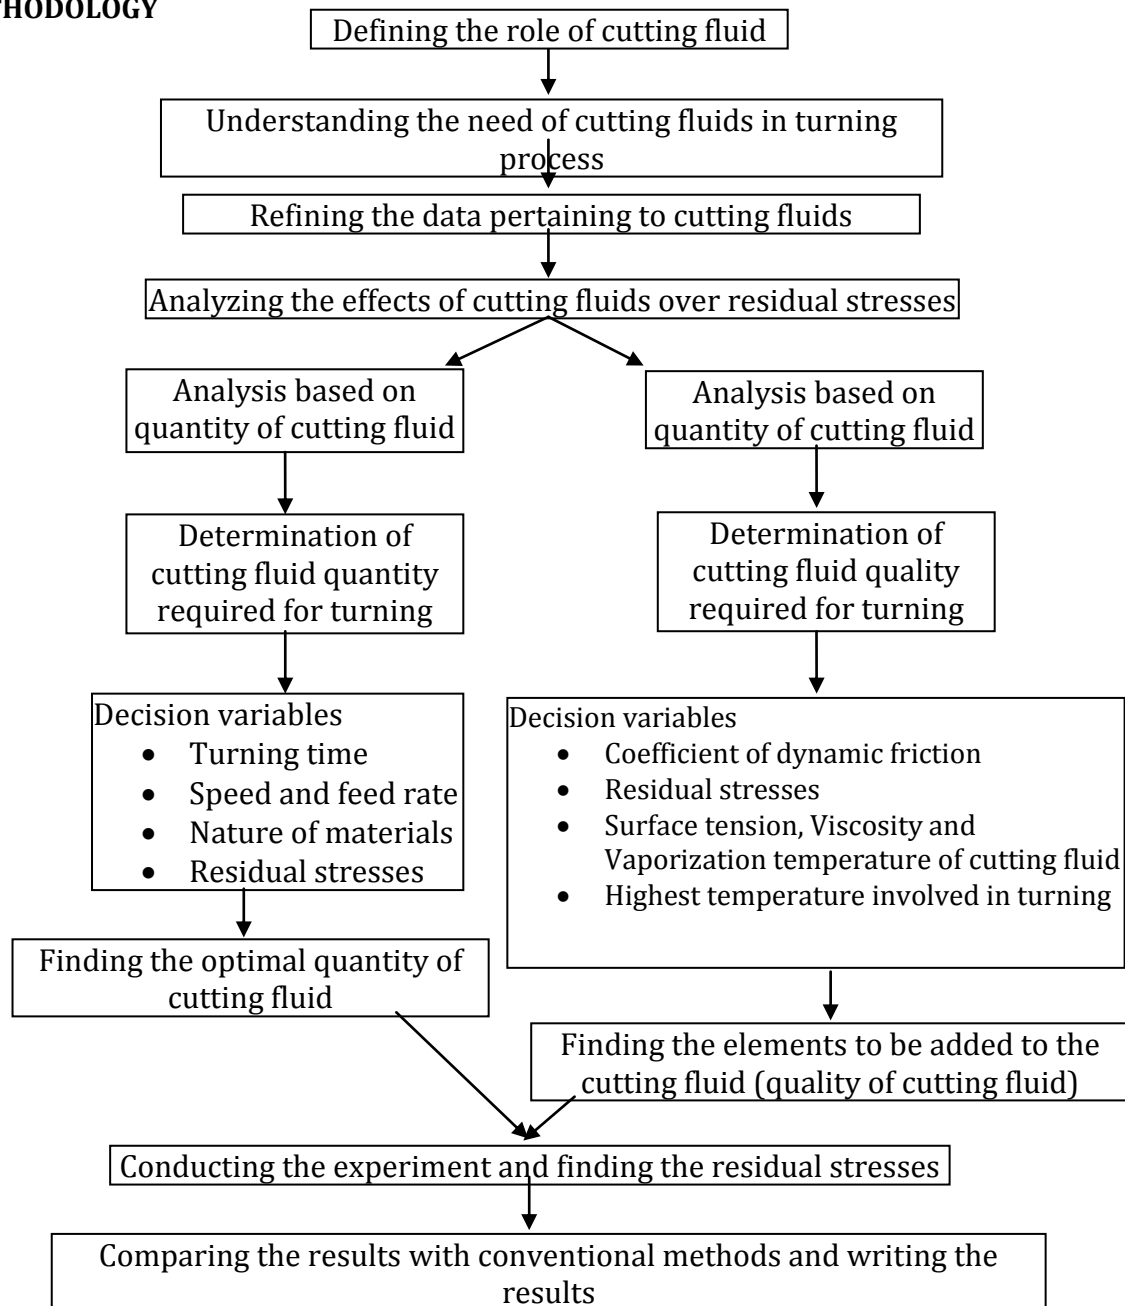 THODOLOGY
Defining the role of cutting fluid
Understanding the need of cutting fluids in turning
process
Refining the data pertaining to cutting fluids
Analyzing the effects of cutting fluids over residual stresses
Analysis based on
quantity of cutting fluid
Analysis based on
quantity of cutting fluid
Determination of
cutting fluid quantity
required for turning
Determination of
cutting fluid quality
required for turning
Decision variables
• Turning time
• Speed and feed rate
• Nature of materials
• Residual stresses
Decision variables
• Coefficient of dynamic friction
• Residual stresses
• Surface tension, Viscosity and
Vaporization temperature of cutting fluid
• Highest temperature involved in turning
Finding the optimal quantity of
cutting fluid
Finding the elements to be added to the
cutting fluid (quality of cutting fluid)
Conducting the experiment and finding the residual stresses
Comparing the results with conventional methods and writing the
results